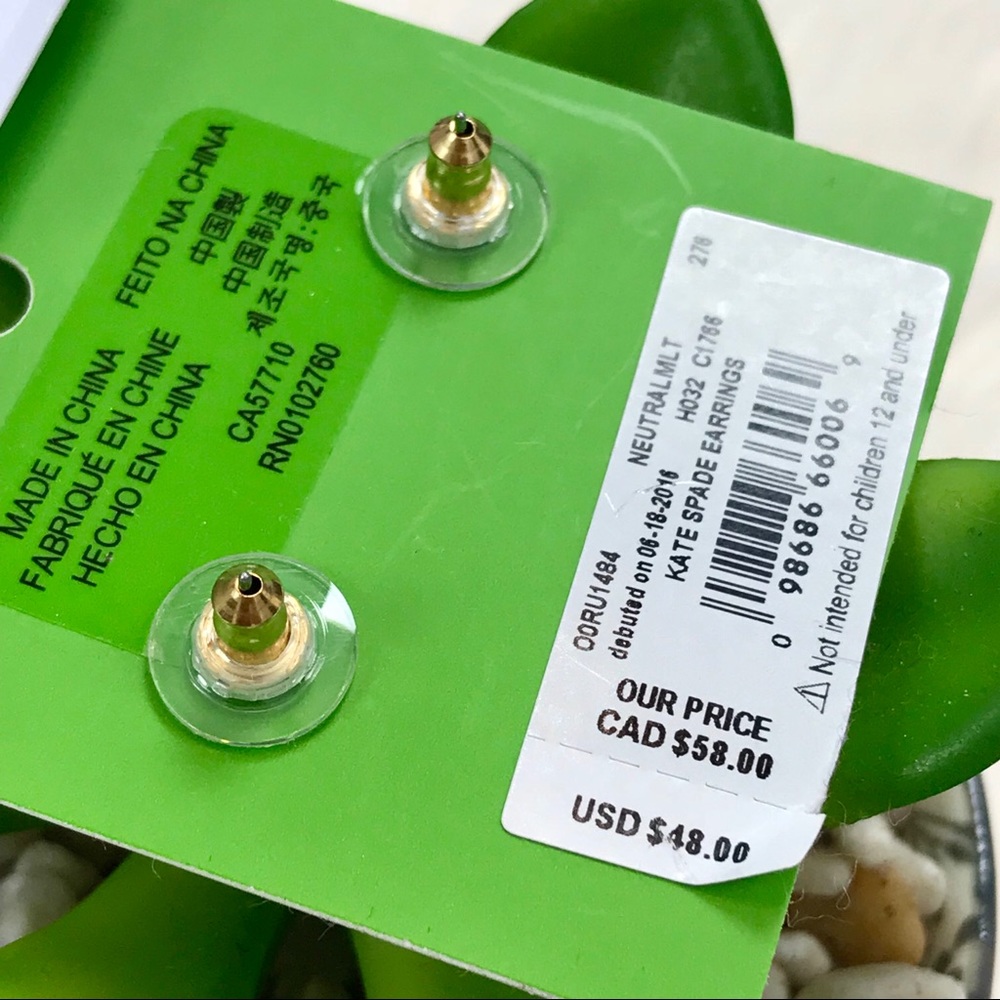 MADE IN CHINA
FABRIQUÉ EN CHINE
HECHO EN CHINA
FEITO NA CHINA
中国製
中国制造
제조국명:중국
CA57710
RN0102760
O0RU1484 NEUTRALMLT 276
debuted on 06-18-2016 H032 C1766
KATE SPADE EARRINGS
0 98686 66006 9
⚠ Not intended for children 12 and under
OUR PRICE
CAD $58.00
USD $48.00